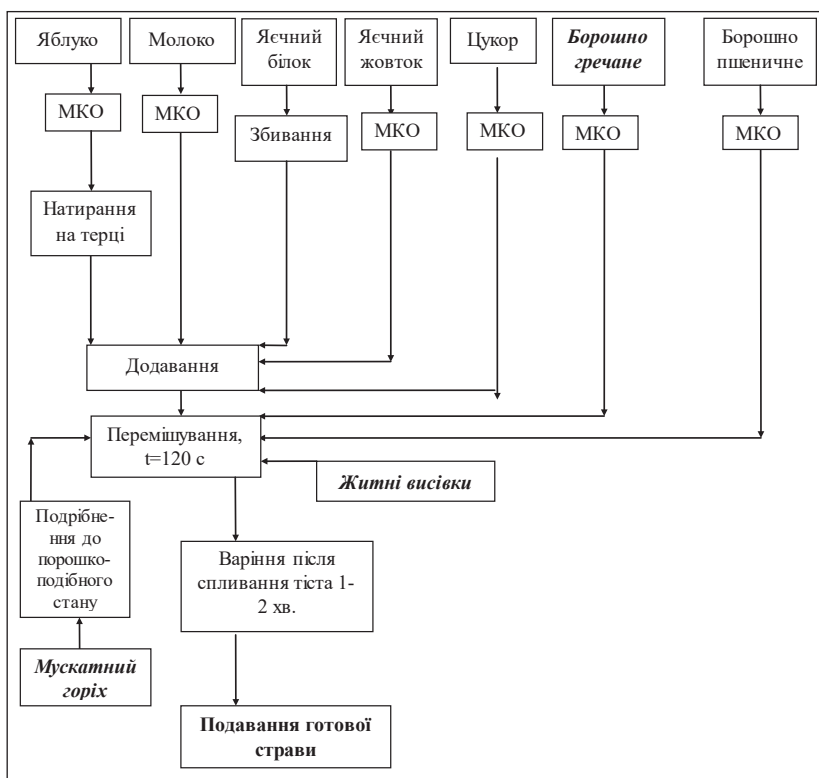 Яблуко
Молоко
Яєчний
білок
Яєчний
жовток
Цукор
Борошно
гречане
Борошно
пшеничне
МКО
МКО
Збивання
МКО
МКО
МКО
МКО
Натирання
на терці
Додавання
Перемішування,
t=120 с
Житні висівки
Подрібне-
ння до
порошко-
подібного
стану
Варіння після
спливання тіста 1-
2 хв.
Мускатний
горіх
Подавання готової
страви